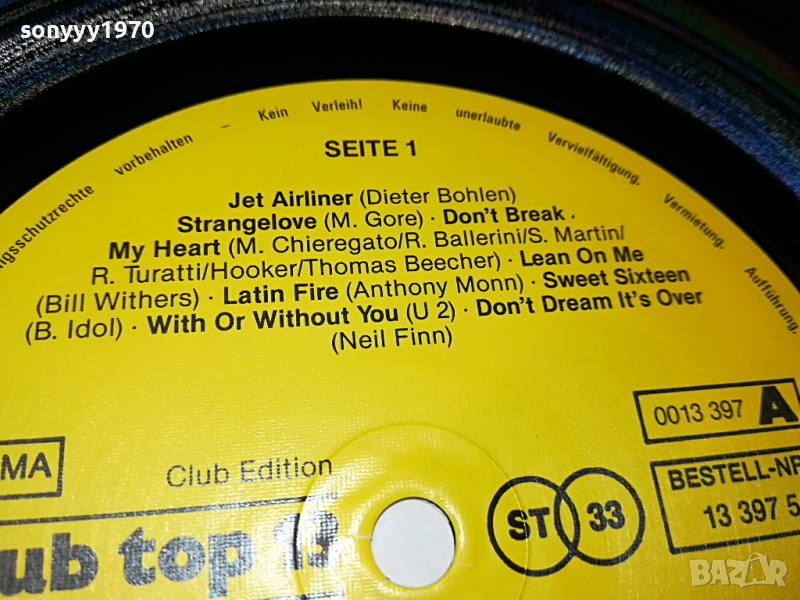 sonyyy1970
vorbehalten – Kein Verleih! Keine unerlaubte Vervielfältigung, Vermietung, Aufführung,
SEITE 1
Jet Airliner (Dieter Bohlen)
Strangelove (M. Gore) · Don't Break
My Heart (M. Chieregato/R. Ballerini/S. Martin/
R. Turatti/Hooker/Thomas Beecher) · Lean On Me
(Bill Withers) · Latin Fire (Anthony Monn) · Sweet Sixteen
(B. Idol) · With Or Without You (U 2) · Don't Dream It's Over
(Neil Finn)
0013 397 A
MA
Club Edition
BESTELL-NR
ST 33
13 397 5
ub top 13
BAZAR